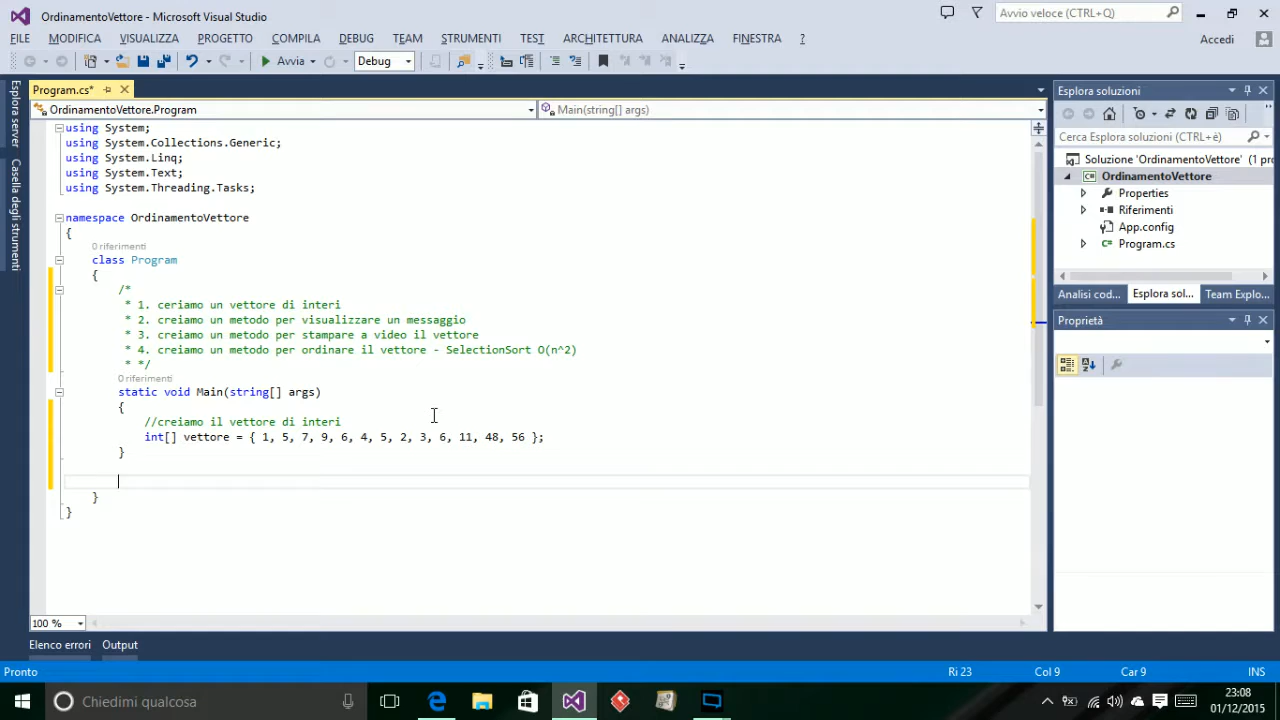 OrdinamentoVettore - Microsoft Visual Studio
Avvio veloce (CTRL+Q)
FILE MODIFICA VISUALIZZA PROGETTO COMPILA DEBUG TEAM STRUMENTI TEST ARCHITETTURA ANALIZZA FINESTRA ?
Accedi
Avvia Debug
Esplora server
Casella degli strumenti
Program.cs*
OrdinamentoVettore.Program
Main(string[] args)
using System;
using System.Collections.Generic;
using System.Linq;
using System.Text;
using System.Threading.Tasks;
namespace OrdinamentoVettore
{
0 riferimenti
class Program
{
/*
* 1. ceriamo un vettore di interi
* 2. creiamo un metodo per visualizzare un messaggio
* 3. creiamo un metodo per stampare a video il vettore
* 4. creiamo un metodo per ordinare il vettore - SelectionSort O(n^2)
* */
0 riferimenti
static void Main(string[] args)
{
//creiamo il vettore di interi
int[] vettore = { 1, 5, 7, 9, 6, 4, 5, 2, 3, 6, 11, 48, 56 };
}
}
}
100 %
Esplora soluzioni
Cerca Esplora soluzioni (CTRL+è)
Soluzione 'OrdinamentoVettore' (1 pr
OrdinamentoVettore
Properties
Riferimenti
App.config
Program.cs
Analisi cod... Esplora sol... Team Explo...
Proprietà
Elenco errori Output
Pronto Ri 23 Col 9 Car 9 INS
Chiedimi qualcosa
23:08
01/12/2015